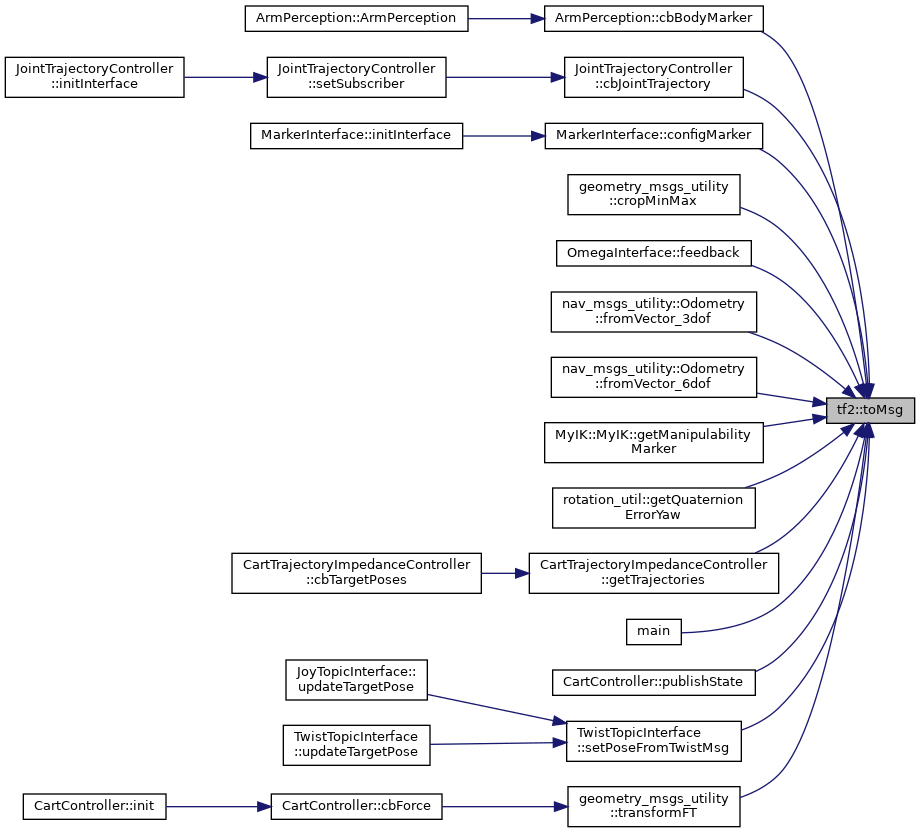 ArmPerception::ArmPerception
ArmPerception::cbBodyMarker
JointTrajectoryController
::initInterface
JointTrajectoryController
::setSubscriber
JointTrajectoryController
::cbJointTrajectory
MarkerInterface::initInterface
MarkerInterface::configMarker
geometry_msgs_utility
::cropMinMax
OmegaInterface::feedback
nav_msgs_utility::Odometry
::fromVector_3dof
nav_msgs_utility::Odometry
::fromVector_6dof
tf2::toMsg
MyIK::MyIK::getManipulability
Marker
rotation_util::getQuaternion
ErrorYaw
CartTrajectoryImpedanceController
::cbTargetPoses
CartTrajectoryImpedanceController
::getTrajectories
main
CartController::publishState
JoyTopicInterface::
updateTargetPose
TwistTopicInterface
::updateTargetPose
TwistTopicInterface
::setPoseFromTwistMsg
CartController::init
CartController::cbForce
geometry_msgs_utility
::transformFT